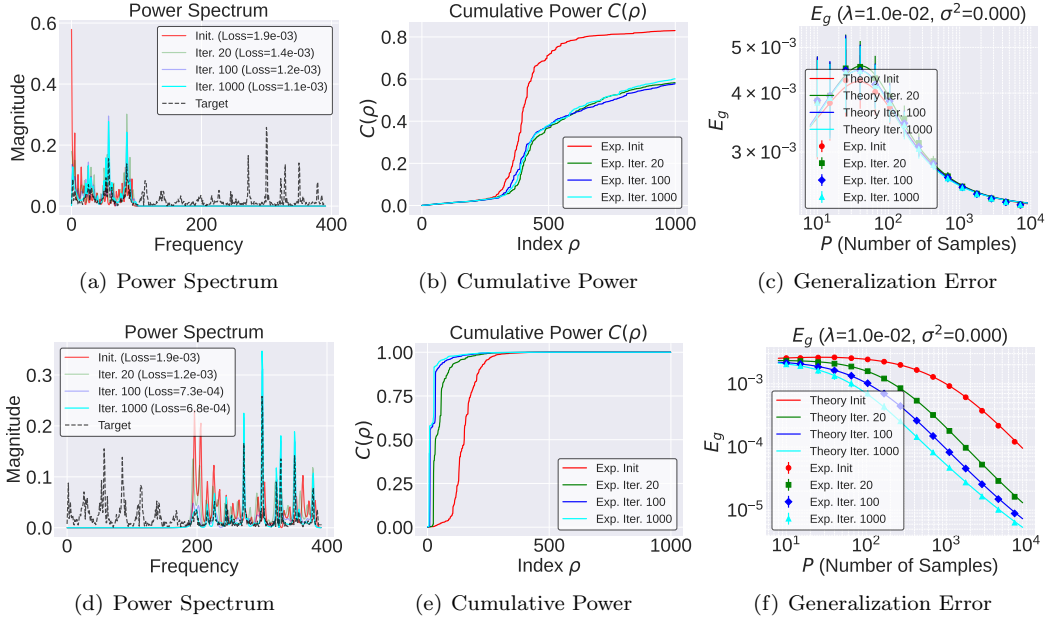 Power Spectrum
0.6
0.4
0.2
0.0
Magnitude
Init. (Loss=1.9e-03)
Iter. 20 (Loss=1.4e-03)
Iter. 100 (Loss=1.2e-03)
Iter. 1000 (Loss=1.1e-03)
Target
0
200
400
Frequency
(a) Power Spectrum
Cumulative Power C(ρ)
0.8
0.6
0.4
0.2
0.0
C(ρ)
Exp. Init
Exp. Iter. 20
Exp. Iter. 100
Exp. Iter. 1000
0
500
1000
Index ρ
(b) Cumulative Power
E_g (λ=1.0e-02, σ²=0.000)
5 × 10⁻³
4 × 10⁻³
3 × 10⁻³
E_g
Theory Init
Theory Iter. 20
Theory Iter. 100
Theory Iter. 1000
Exp. Init
Exp. Iter. 20
Exp. Iter. 100
Exp. Iter. 1000
10¹
10²
10³
10⁴
P (Number of Samples)
(c) Generalization Error
Power Spectrum
0.3
0.2
0.1
0.0
Magnitude
Init. (Loss=1.9e-03)
Iter. 20 (Loss=1.2e-03)
Iter. 100 (Loss=7.3e-04)
Iter. 1000 (Loss=6.8e-04)
Target
0
200
400
Frequency
(d) Power Spectrum
Cumulative Power C(ρ)
1.00
0.75
0.50
0.25
0.00
C(ρ)
Exp. Init
Exp. Iter. 20
Exp. Iter. 100
Exp. Iter. 1000
0
500
1000
Index ρ
(e) Cumulative Power
E_g (λ=1.0e-02, σ²=0.000)
10⁻³
10⁻⁴
10⁻⁵
E_g
Theory Init
Theory Iter. 20
Theory Iter. 100
Theory Iter. 1000
Exp. Init
Exp. Iter. 20
Exp. Iter. 100
Exp. Iter. 1000
10¹
10²
10³
10⁴
P (Number of Samples)
(f) Generalization Error